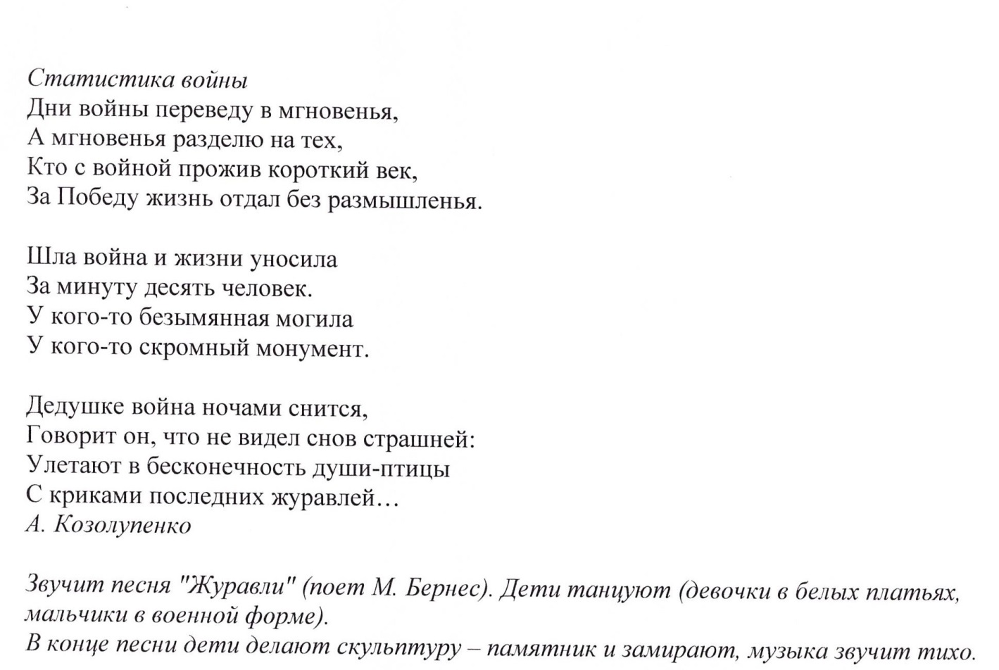 Статистика войны
Дни войны переведу в мгновенья,
А мгновенья разделю на тех,
Кто с войной прожив короткий век,
За Победу жизнь отдал без размышленья.
Шла война и жизни уносила
За минуту десять человек.
У кого-то безымянная могила
У кого-то скромный монумент.
Дедушке война ночами снится,
Говорит он, что не видел снов страшней:
Улетают в бесконечность души-птицы
С криками последних журавлей…
А. Козолупенко
Звучит песня "Журавли" (поет М. Бернес). Дети танцуют (девочки в белых платьях,
мальчики в военной форме).
В конце песни дети делают скульптуру – памятник и замирают, музыка звучит тихо.